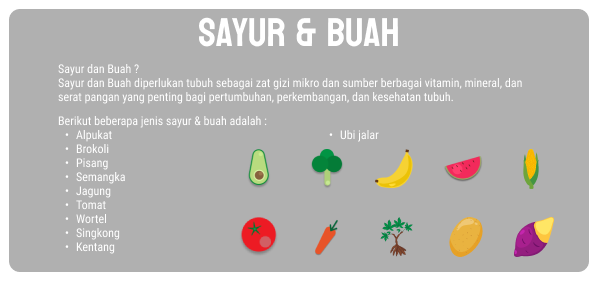 SAYUR & BUAH
Sayur dan Buah ?
Sayur dan Buah diperlukan tubuh sebagai zat gizi mikro dan sumber berbagai vitamin, mineral, dan
serat pangan yang penting bagi pertumbuhan, perkembangan, dan kesehatan tubuh.
Berikut beberapa jenis sayur & buah adalah :
• Alpukat
• Brokoli
• Pisang
• Semangka
• Jagung
• Tomat
• Wortel
• Singkong
• Kentang
• Ubi jalar